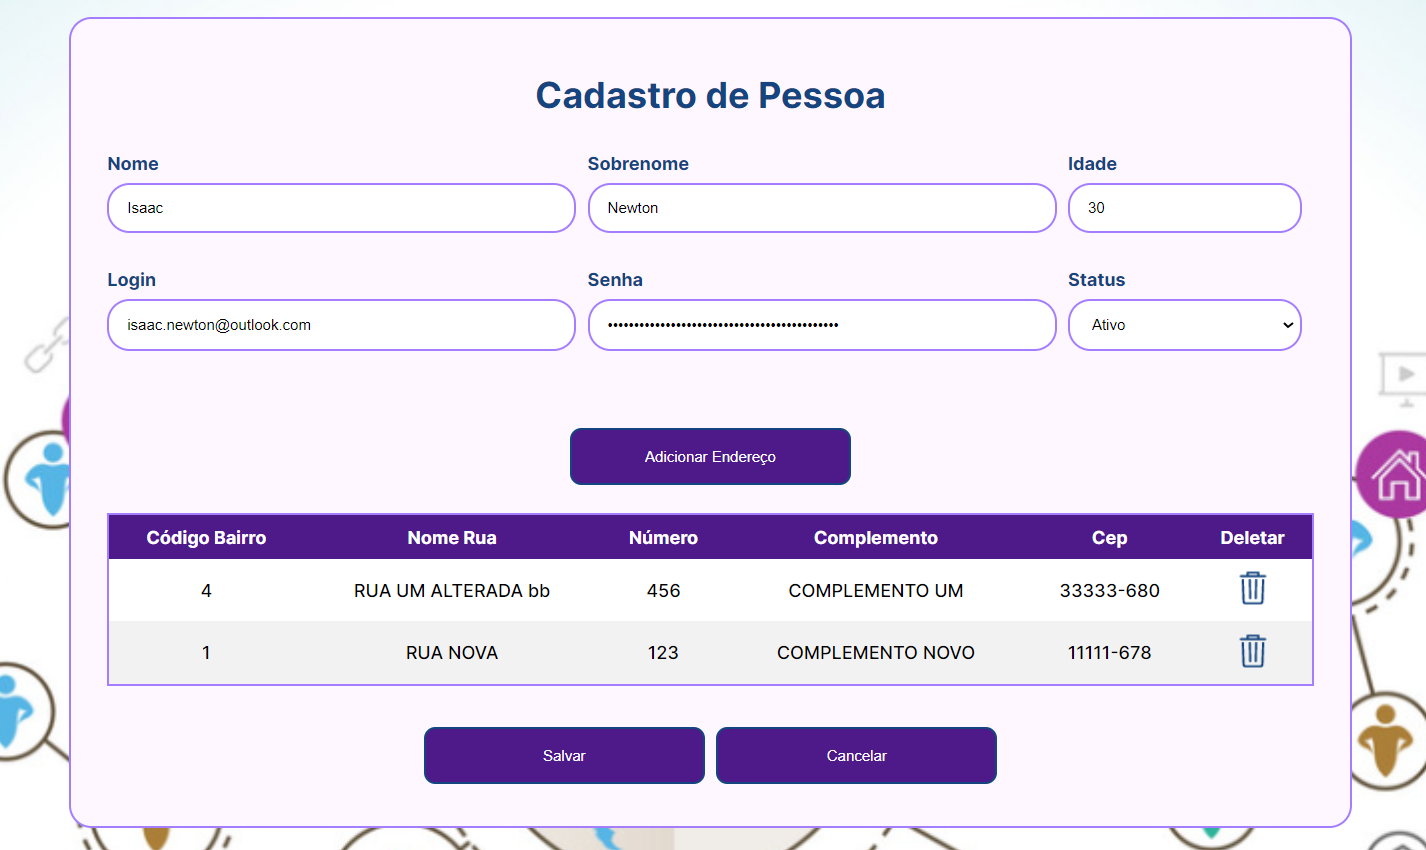 Cadastro de Pessoa
Nome Sobrenome Idade
Isaac Newton 30
Login Senha Status
isaac.newton@outlook.com •••••••••••••••••••••••••••••••••••••••••••• Ativo
Adicionar Endereço
Código Bairro Nome Rua Número Complemento Cep Deletar
4 RUA UM ALTERADA bb 456 COMPLEMENTO UM 33333-680
1 RUA NOVA 123 COMPLEMENTO NOVO 11111-678
Salvar Cancelar